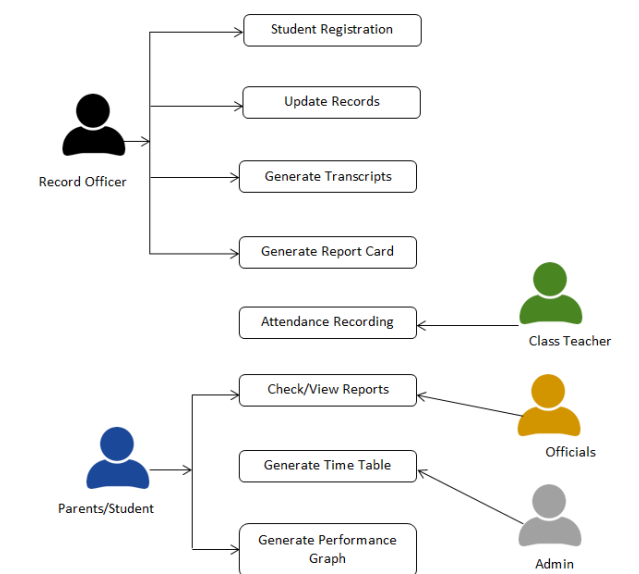 Student Registration
Update Records
Record Officer
Generate Transcripts
Generate Report Card
Attendance Recording
Class Teacher
Check/View Reports
Officials
Generate Time Table
Parents/Student
Generate Performance
Graph
Admin